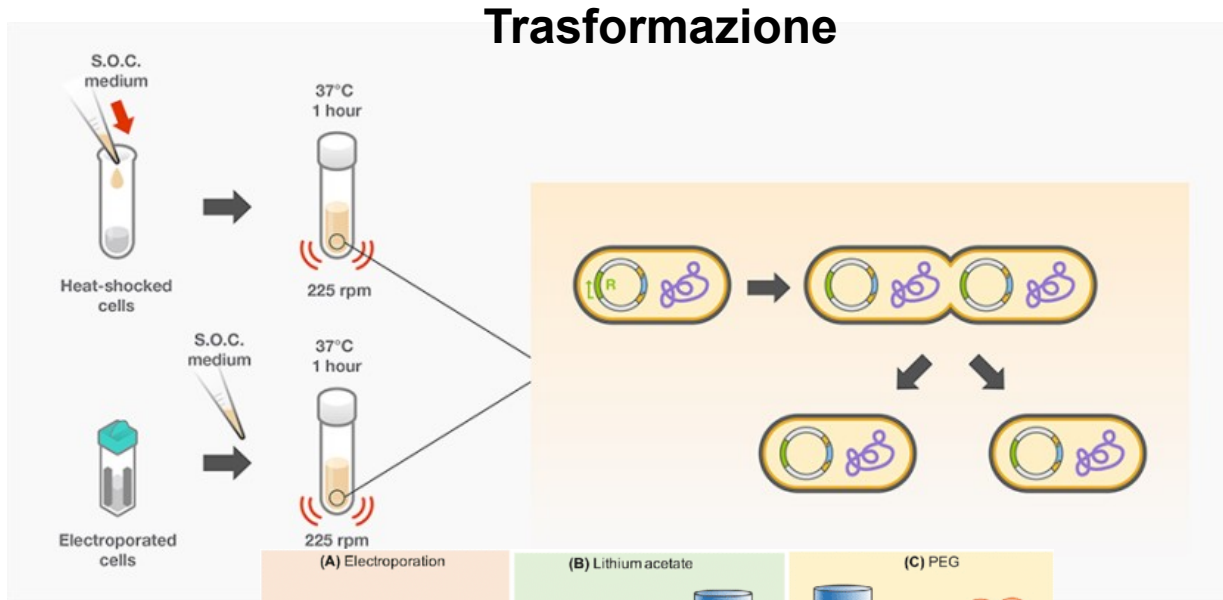 Trasformazione
S.O.C.
medium
37°C
1 hour
Heat-shocked
cells
225 rpm
R
S.O.C.
medium
37°C
1 hour
Electroporated
cells
225 rpm
(A) Electroporation
(B) Lithium acetate
(C) PEG